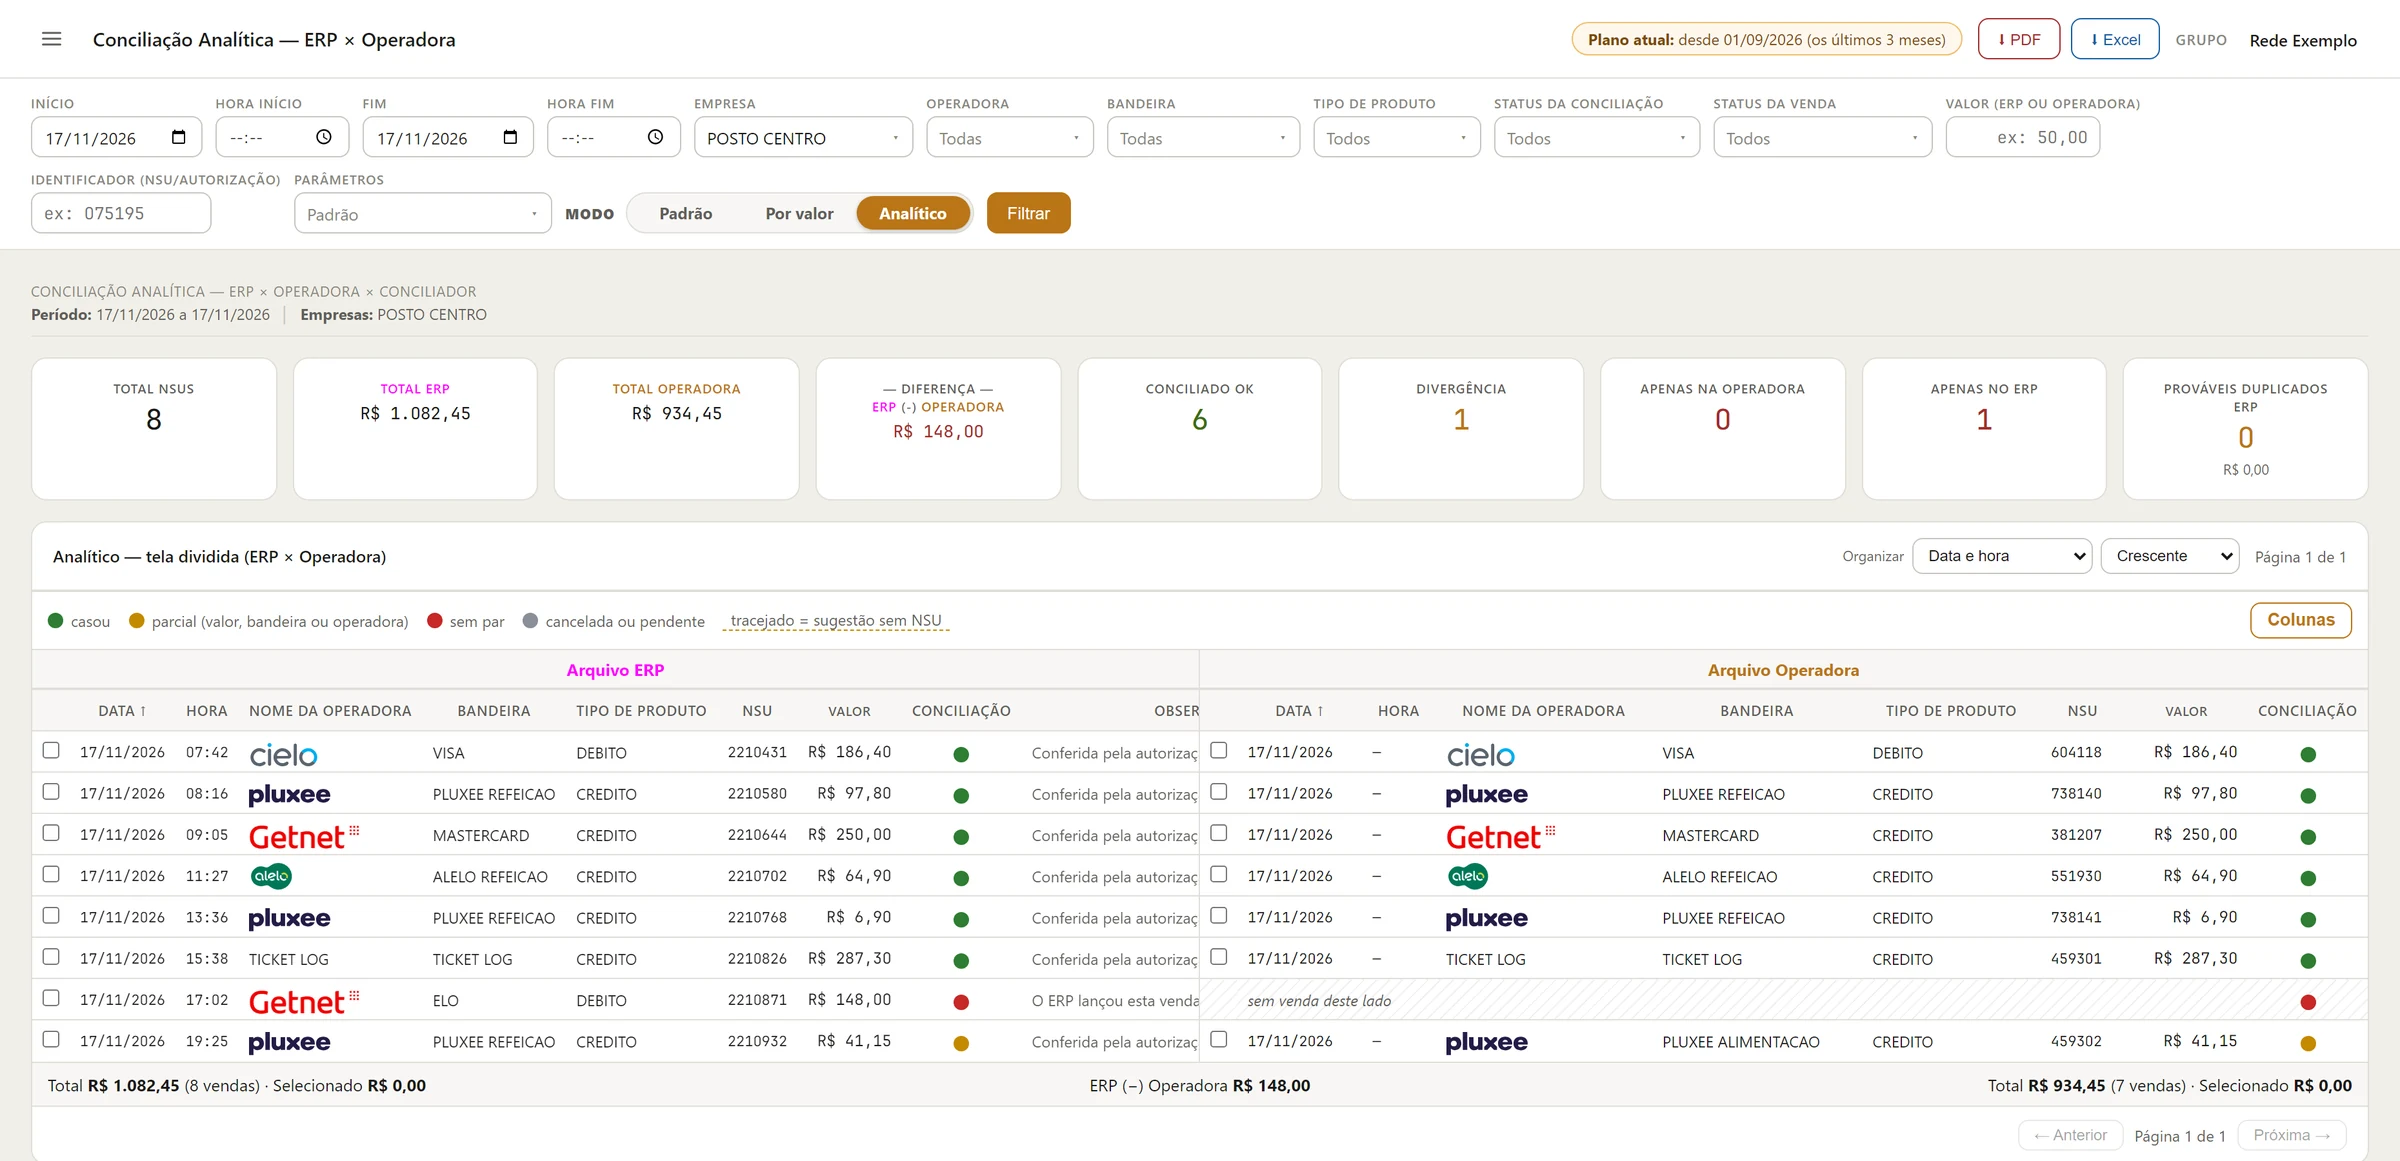 Conciliação Analítica — ERP × Operadora
Plano atual: desde 01/09/2026 (os últimos 3 meses)
⭳ PDF
⭳ Excel
GRUPO
Rede Exemplo
INÍCIO HORA INÍCIO FIM HORA FIM EMPRESA OPERADORA BANDEIRA TIPO DE PRODUTO STATUS DA CONCILIAÇÃO STATUS DA VENDA VALOR (ERP OU OPERADORA)
17/11/2026 --:-- 17/11/2026 --:-- POSTO CENTRO Todas Todas Todos Todos Todos ex: 50,00
IDENTIFICADOR (NSU/AUTORIZAÇÃO) PARÂMETROS
ex: 075195 Padrão MODO Padrão Por valor Analítico Filtrar
CONCILIAÇÃO ANALÍTICA — ERP × OPERADORA × CONCILIADOR
Período: 17/11/2026 a 17/11/2026 Empresas: POSTO CENTRO
TOTAL NSUS
8
TOTAL ERP
R$ 1.082,45
TOTAL OPERADORA
R$ 934,45
— DIFERENÇA —
ERP (-) OPERADORA
R$ 148,00
CONCILIADO OK
6
DIVERGÊNCIA
1
APENAS NA OPERADORA
0
APENAS NO ERP
1
PROVÁVEIS DUPLICADOS
ERP
0
R$ 0,00
Analítico — tela dividida (ERP × Operadora)
Organizar Data e hora Crescente Página 1 de 1
casou parcial (valor, bandeira ou operadora) sem par cancelada ou pendente tracejado = sugestão sem NSU
Colunas
Arquivo ERP Arquivo Operadora
DATA ↑ HORA NOME DA OPERADORA BANDEIRA TIPO DE PRODUTO NSU VALOR CONCILIAÇÃO OBSER DATA ↑ HORA NOME DA OPERADORA BANDEIRA TIPO DE PRODUTO NSU VALOR CONCILIAÇÃO
17/11/2026 07:42 cielo VISA DEBITO 2210431 R$ 186,40 Conferida pela autorizaç 17/11/2026 – cielo VISA DEBITO 604118 R$ 186,40
17/11/2026 08:16 pluxee PLUXEE REFEICAO CREDITO 2210580 R$ 97,80 Conferida pela autorizaç 17/11/2026 – pluxee PLUXEE REFEICAO CREDITO 738140 R$ 97,80
17/11/2026 09:05 Getnet MASTERCARD CREDITO 2210644 R$ 250,00 Conferida pela autorizaç 17/11/2026 – Getnet MASTERCARD CREDITO 381207 R$ 250,00
17/11/2026 11:27 alelo ALELO REFEICAO CREDITO 2210702 R$ 64,90 Conferida pela autorizaç 17/11/2026 – alelo ALELO REFEICAO CREDITO 551930 R$ 64,90
17/11/2026 13:36 pluxee PLUXEE REFEICAO CREDITO 2210768 R$ 6,90 Conferida pela autorizaç 17/11/2026 – pluxee PLUXEE REFEICAO CREDITO 738141 R$ 6,90
17/11/2026 15:38 TICKET LOG TICKET LOG CREDITO 2210826 R$ 287,30 Conferida pela autorizaç 17/11/2026 – TICKET LOG TICKET LOG CREDITO 459301 R$ 287,30
17/11/2026 17:02 Getnet ELO DEBITO 2210871 R$ 148,00 O ERP lançou esta venda sem venda deste lado
17/11/2026 19:25 pluxee PLUXEE REFEICAO CREDITO 2210932 R$ 41,15 Conferida pela autorizaç 17/11/2026 – pluxee PLUXEE ALIMENTACAO CREDITO 459302 R$ 41,15
Total R$ 1.082,45 (8 vendas) · Selecionado R$ 0,00 ERP (−) Operadora R$ 148,00 Total R$ 934,45 (7 vendas) · Selecionado R$ 0,00
← Anterior Página 1 de 1 Próxima →